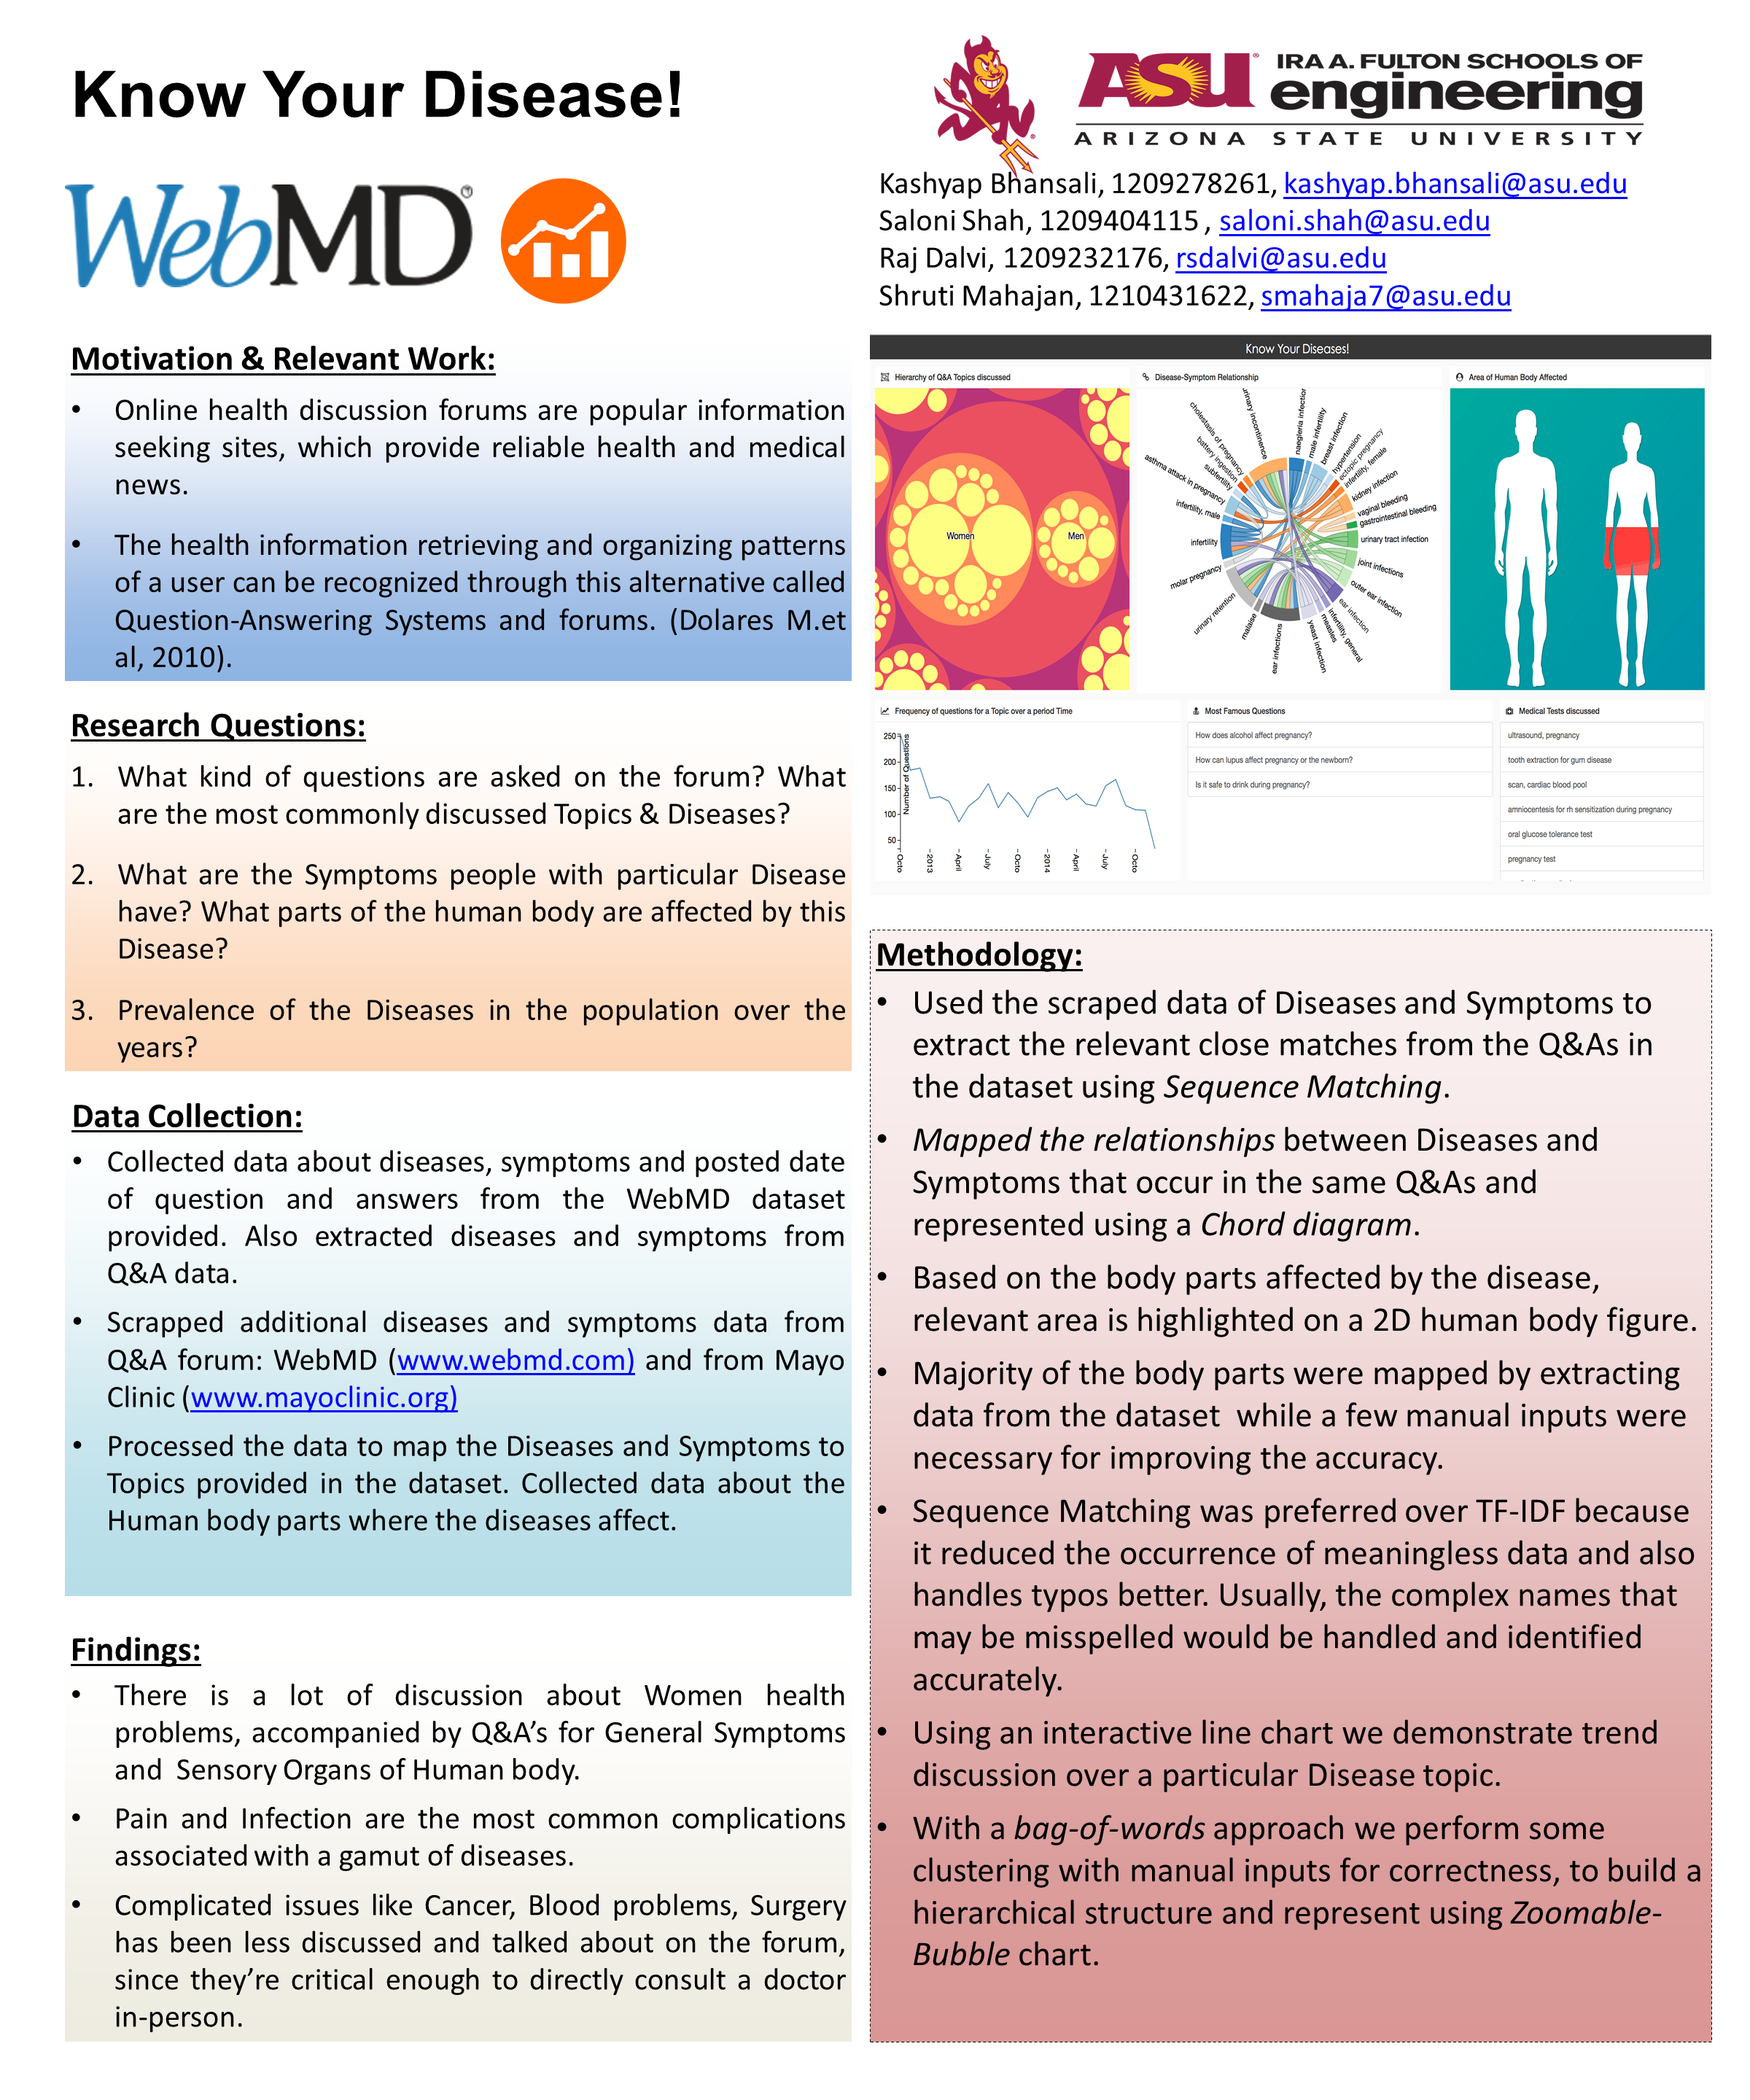 Know Your Disease!
WebMD®
ASU® IRA A. FULTON SCHOOLS OF
engineering
ARIZONA STATE UNIVERSITY
Kashyap Bhansali, 1209278261, kashyap.bhansali@asu.edu
Saloni Shah, 1209404115 , saloni.shah@asu.edu
Raj Dalvi, 1209232176, rsdalvi@asu.edu
Shruti Mahajan, 1210431622, smahaja7@asu.edu
Motivation & Relevant Work:
• Online health discussion forums are popular information
seeking sites, which provide reliable health and medical
news.
• The health information retrieving and organizing patterns
of a user can be recognized through this alternative called
Question-Answering Systems and forums. (Dolares M.et
al, 2010).
Research Questions:
1. What kind of questions are asked on the forum? What
are the most commonly discussed Topics & Diseases?
2. What are the Symptoms people with particular Disease
have? What parts of the human body are affected by this
Disease?
3. Prevalence of the Diseases in the population over the
years?
Data Collection:
• Collected data about diseases, symptoms and posted date
of question and answers from the WebMD dataset
provided. Also extracted diseases and symptoms from
Q&A data.
• Scrapped additional diseases and symptoms data from
Q&A forum: WebMD (www.webmd.com) and from Mayo
Clinic (www.mayoclinic.org)
• Processed the data to map the Diseases and Symptoms to
Topics provided in the dataset. Collected data about the
Human body parts where the diseases affect.
Findings:
• There is a lot of discussion about Women health
problems, accompanied by Q&A’s for General Symptoms
and Sensory Organs of Human body.
• Pain and Infection are the most common complications
associated with a gamut of diseases.
• Complicated issues like Cancer, Blood problems, Surgery
has been less discussed and talked about on the forum,
since they’re critical enough to directly consult a doctor
in-person.
Know Your Diseases!
Hierarchy of Q&A Topics discussed
Women
Men
Disease-Symptom Relationship
naegleria infection
male infertility
breast infection
hypertension
ectopic pregnancy
infertility, female
kidney infection
vaginal bleeding
gastrointestinal bleeding
urinary tract infection
joint infections
outer ear infection
ear infection
infertility, general
measles
yeast infection
ear infections
malaise
urinary retention
molar pregnancy
infertility
infertility, male
asthma attack in pregnancy
subfertility
battery ingestion
cholestasis of pregnancy
urinary incontinence
Area of Human Body Affected
Frequency of questions for a Topic over a period Time
Number of Questions
250
200
150
100
50
Octo
2013
April
July
Octo
2014
April
July
Octo
Most Famous Questions
How does alcohol affect pregnancy?
How can lupus affect pregnancy or the newborn?
Is it safe to drink during pregnancy?
Medical Tests discussed
ultrasound, pregnancy
tooth extraction for gum disease
scan, cardiac blood pool
amniocentesis for rh sensitization during pregnancy
oral glucose tolerance test
pregnancy test
Methodology:
• Used the scraped data of Diseases and Symptoms to
extract the relevant close matches from the Q&As in
the dataset using Sequence Matching.
• Mapped the relationships between Diseases and
Symptoms that occur in the same Q&As and
represented using a Chord diagram.
• Based on the body parts affected by the disease,
relevant area is highlighted on a 2D human body figure.
• Majority of the body parts were mapped by extracting
data from the dataset while a few manual inputs were
necessary for improving the accuracy.
• Sequence Matching was preferred over TF-IDF because
it reduced the occurrence of meaningless data and also
handles typos better. Usually, the complex names that
may be misspelled would be handled and identified
accurately.
• Using an interactive line chart we demonstrate trend
discussion over a particular Disease topic.
• With a bag-of-words approach we perform some
clustering with manual inputs for correctness, to build a
hierarchical structure and represent using Zoomable-
Bubble chart.